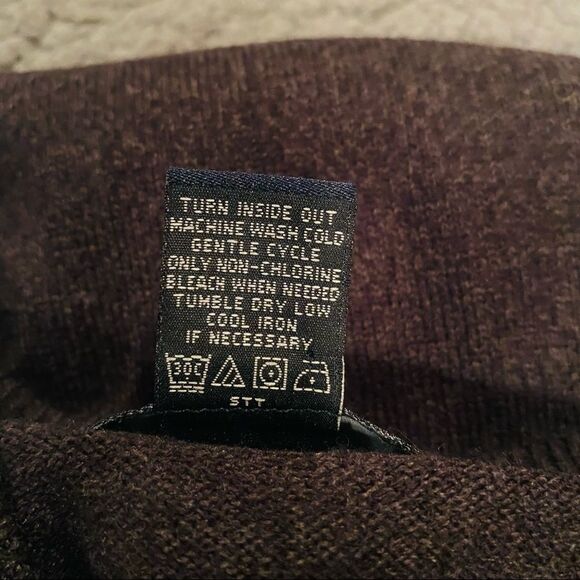 TURN INSIDE OUT
MACHINE WASH COLD
GENTLE CYCLE
ONLY NON-CHLORINE
BLEACH WHEN NEEDED
TUMBLE DRY LOW
COOL IRON
IF NECESSARY
30C
STT